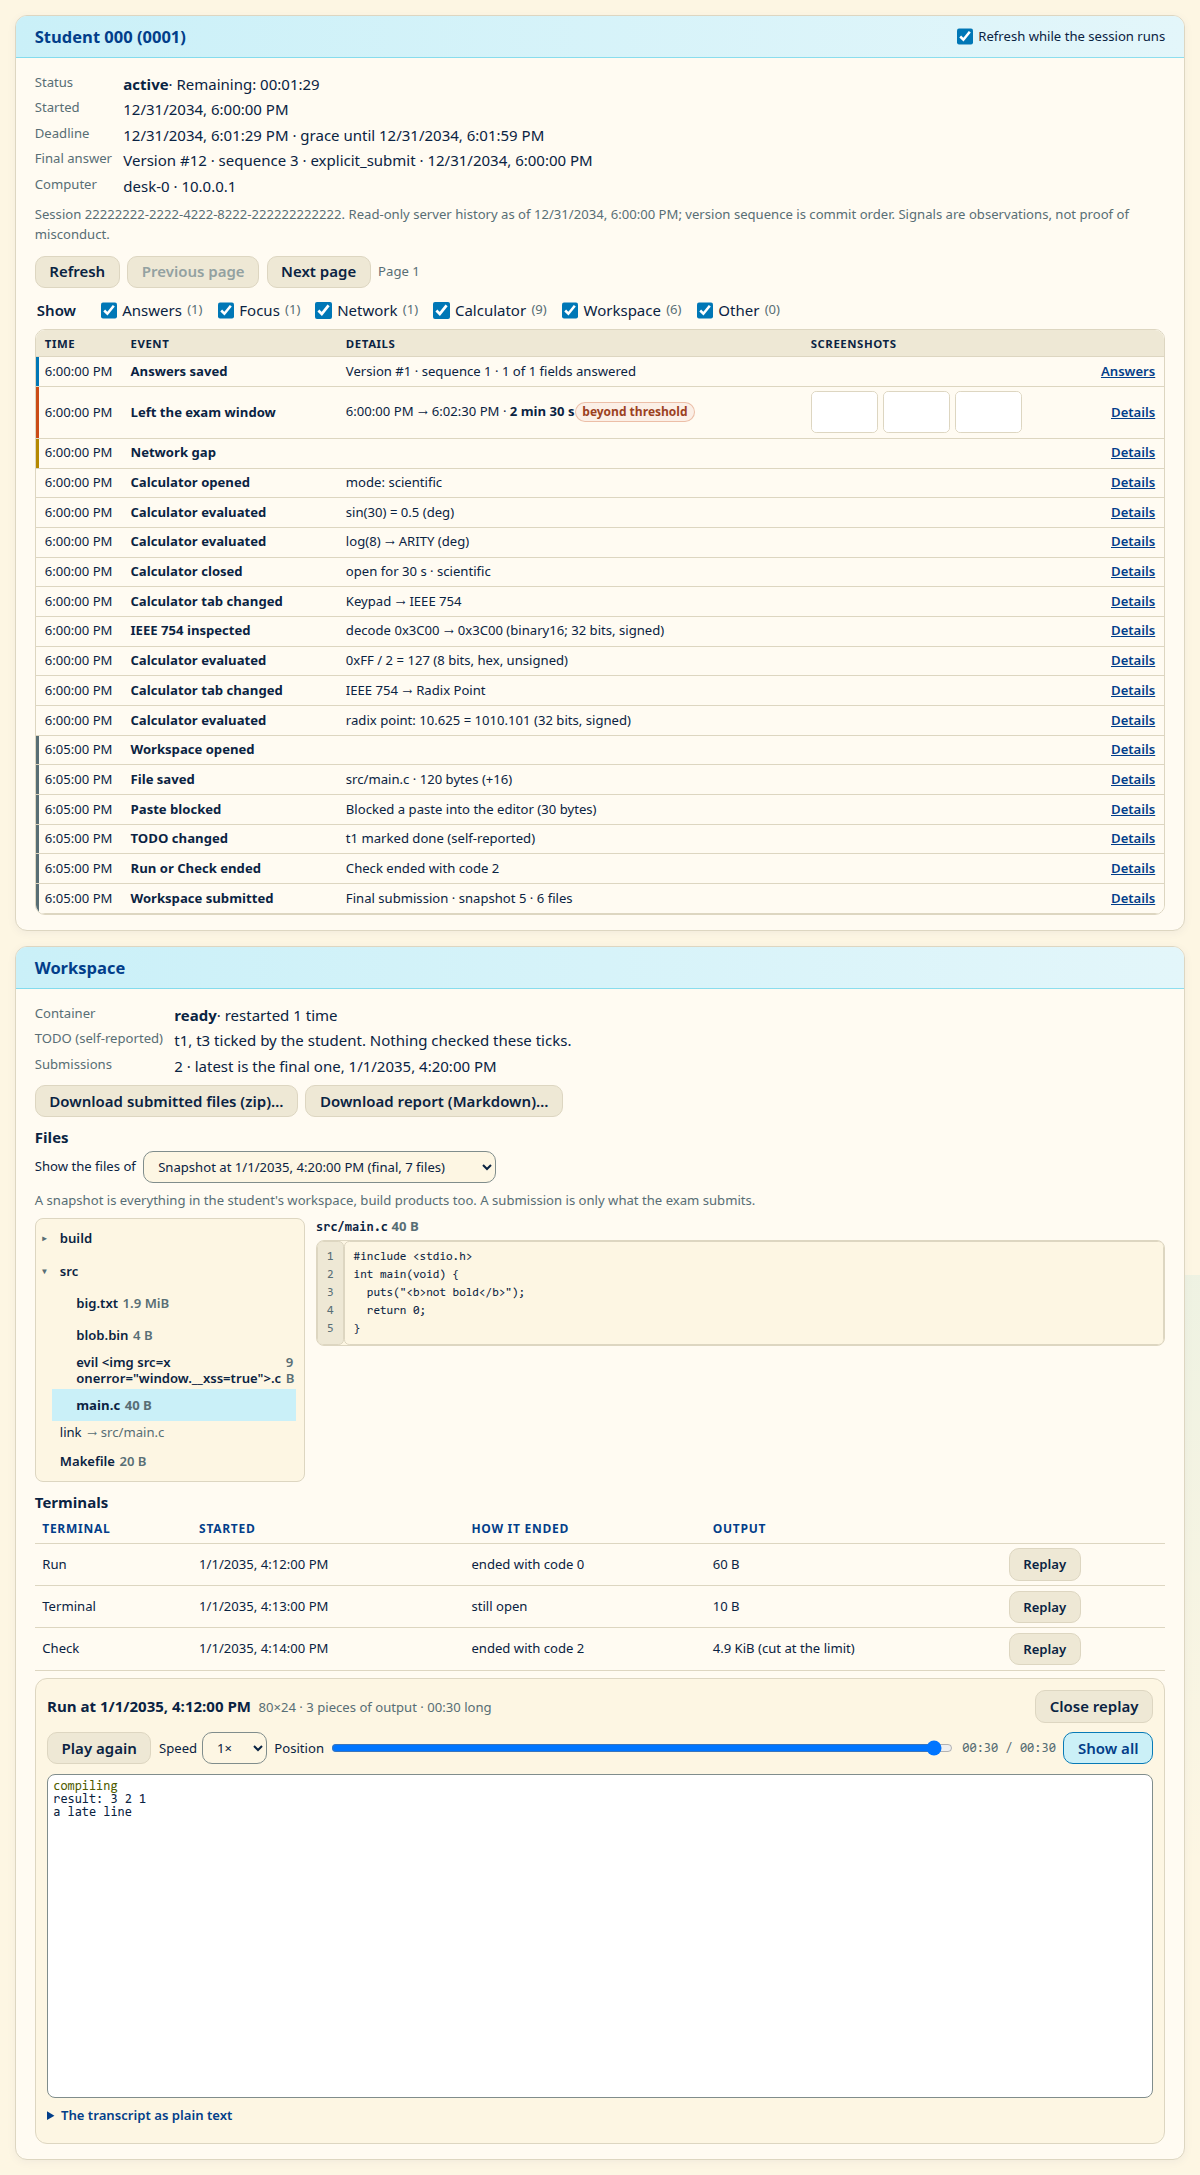 Student 000 (0001)
Refresh while the session runs
Status active· Remaining: 00:01:29
Started 12/31/2034, 6:00:00 PM
Deadline 12/31/2034, 6:01:29 PM · grace until 12/31/2034, 6:01:59 PM
Final answer Version #12 · sequence 3 · explicit_submit · 12/31/2034, 6:00:00 PM
Computer desk-0 · 10.0.0.1
Session 22222222-2222-4222-8222-222222222222. Read-only server history as of 12/31/2034, 6:00:00 PM; version sequence is commit order. Signals are observations, not proof of
misconduct.
Refresh Previous page Next page Page 1
Show Answers (1) Focus (1) Network (1) Calculator (9) Workspace (6) Other (0)
TIME EVENT DETAILS SCREENSHOTS
6:00:00 PM Answers saved Version #1 · sequence 1 · 1 of 1 fields answered Answers
6:00:00 PM Left the exam window 6:00:00 PM → 6:02:30 PM · 2 min 30 s beyond threshold Details
6:00:00 PM Network gap Details
6:00:00 PM Calculator opened mode: scientific Details
6:00:00 PM Calculator evaluated sin(30) = 0.5 (deg) Details
6:00:00 PM Calculator evaluated log(8) → ARITY (deg) Details
6:00:00 PM Calculator closed open for 30 s · scientific Details
6:00:00 PM Calculator tab changed Keypad → IEEE 754 Details
6:00:00 PM IEEE 754 inspected decode 0x3C00 → 0x3C00 (binary16; 32 bits, signed) Details
6:00:00 PM Calculator evaluated 0xFF / 2 = 127 (8 bits, hex, unsigned) Details
6:00:00 PM Calculator tab changed IEEE 754 → Radix Point Details
6:00:00 PM Calculator evaluated radix point: 10.625 = 1010.101 (32 bits, signed) Details
6:05:00 PM Workspace opened Details
6:05:00 PM File saved src/main.c · 120 bytes (+16) Details
6:05:00 PM Paste blocked Blocked a paste into the editor (30 bytes) Details
6:05:00 PM TODO changed t1 marked done (self-reported) Details
6:05:00 PM Run or Check ended Check ended with code 2 Details
6:05:00 PM Workspace submitted Final submission · snapshot 5 · 6 files Details
Workspace
Container ready· restarted 1 time
TODO (self-reported) t1, t3 ticked by the student. Nothing checked these ticks.
Submissions 2 · latest is the final one, 1/1/2035, 4:20:00 PM
Download submitted files (zip)... Download report (Markdown)...
Files
Show the files of Snapshot at 1/1/2035, 4:20:00 PM (final, 7 files)
A snapshot is everything in the student's workspace, build products too. A submission is only what the exam submits.
▸ build
▾ src
big.txt 1.9 MiB
blob.bin 4 B
evil <img src=x 9
onerror="window.__xss=true">.c B
main.c 40 B
link → src/main.c
Makefile 20 B
src/main.c 40 B
1 #include <stdio.h>
2 int main(void) {
3 puts("<b>not bold</b>");
4 return 0;
5 }
Terminals
TERMINAL STARTED HOW IT ENDED OUTPUT
Run 1/1/2035, 4:12:00 PM ended with code 0 60 B Replay
Terminal 1/1/2035, 4:13:00 PM still open 10 B Replay
Check 1/1/2035, 4:14:00 PM ended with code 2 4.9 KiB (cut at the limit) Replay
Run at 1/1/2035, 4:12:00 PM 80×24 · 3 pieces of output · 00:30 long Close replay
Play again Speed 1× Position 00:30 / 00:30 Show all
compiling
result: 3 2 1
a late line
▶ The transcript as plain text